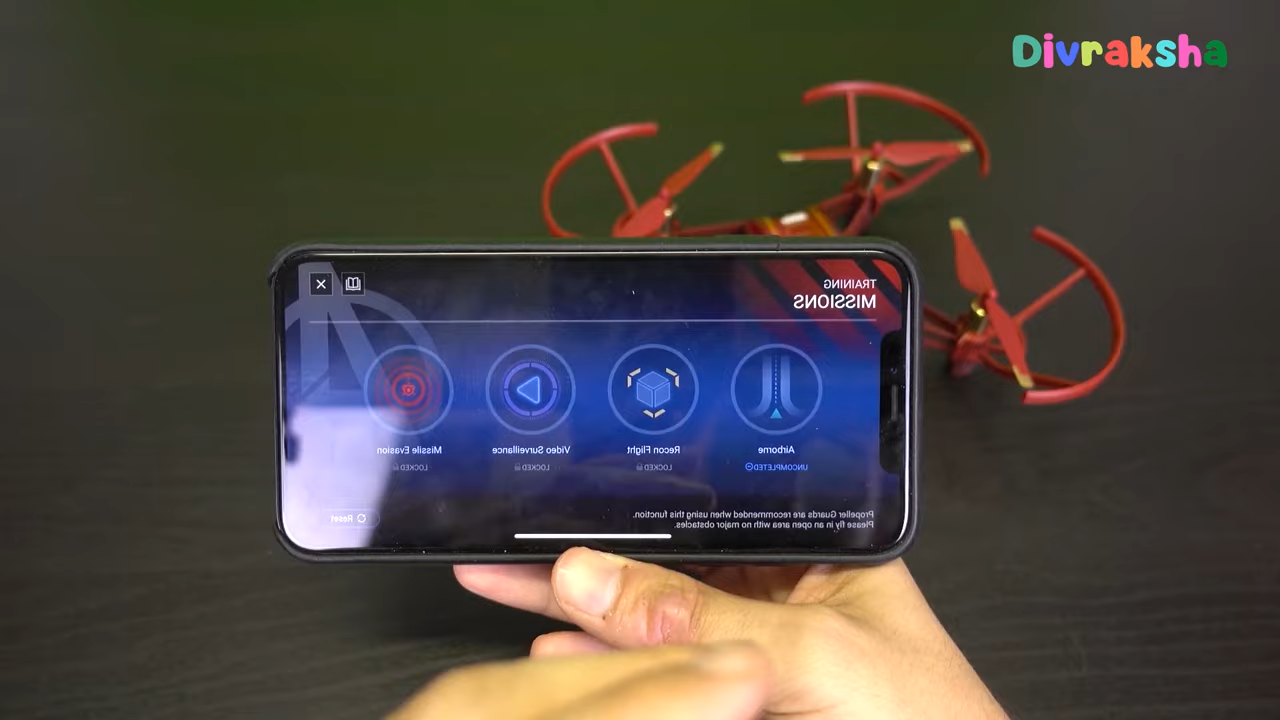 Divraksha
TRAINING
MISSIONS
Airborne
UNCOMPLETED
Recon Flight
LOCKED
Video Surveillance
LOCKED
Missile Evasion
LOCKED
Propeller Guards are recommended when using this function.
Please fly in an open area with no major obstacles.
Reset